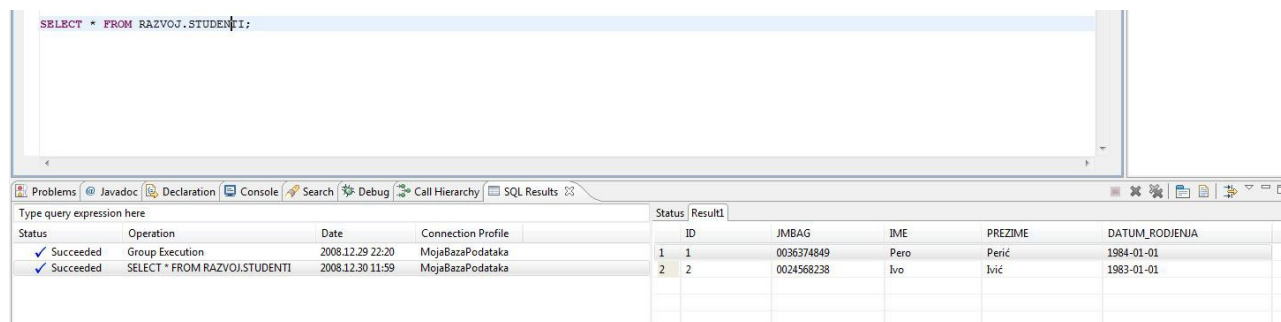 SELECT * FROM RAZVOJ.STUDENTI;
Problems @ Javadoc Declaration Console Search Debug Call Hierarchy SQL Results
Type query expression here
Status Operation Date Connection Profile
Succeeded Group Execution 2008.12.29 22:20 MojaBazaPodataka
Succeeded SELECT * FROM RAZVOJ.STUDENTI 2008.12.30 11:59 MojaBazaPodataka
Status Result1
ID JMBAG IME PREZIME DATUM_RODJENJA
1 1 0036374849 Pero Perić 1984-01-01
2 2 0024568238 Ivo Ivić 1983-01-01